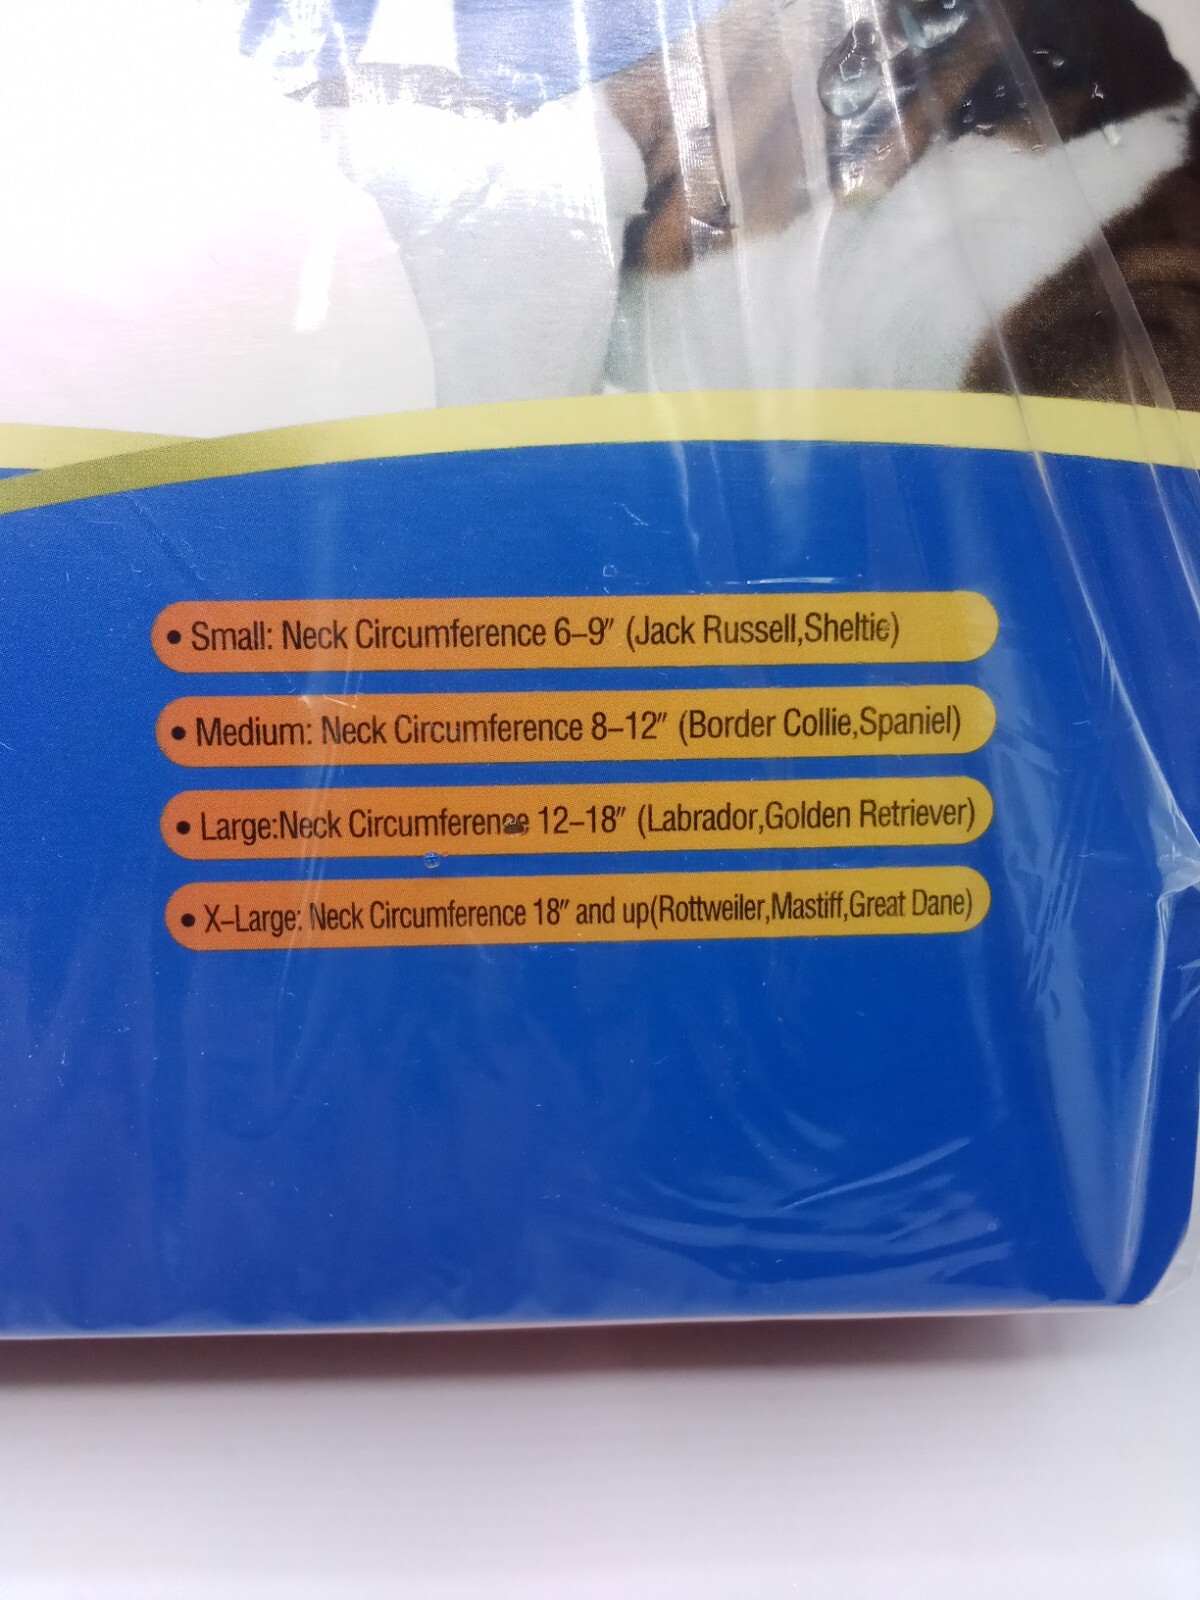 • Small: Neck Circumference 6–9" (Jack Russell,Sheltie)
• Medium: Neck Circumference 8–12" (Border Collie,Spaniel)
• Large:Neck Circumference 12–18" (Labrador,Golden Retriever)
• X–Large: Neck Circumference 18" and up(Rottweiler,Mastiff,Great Dane)